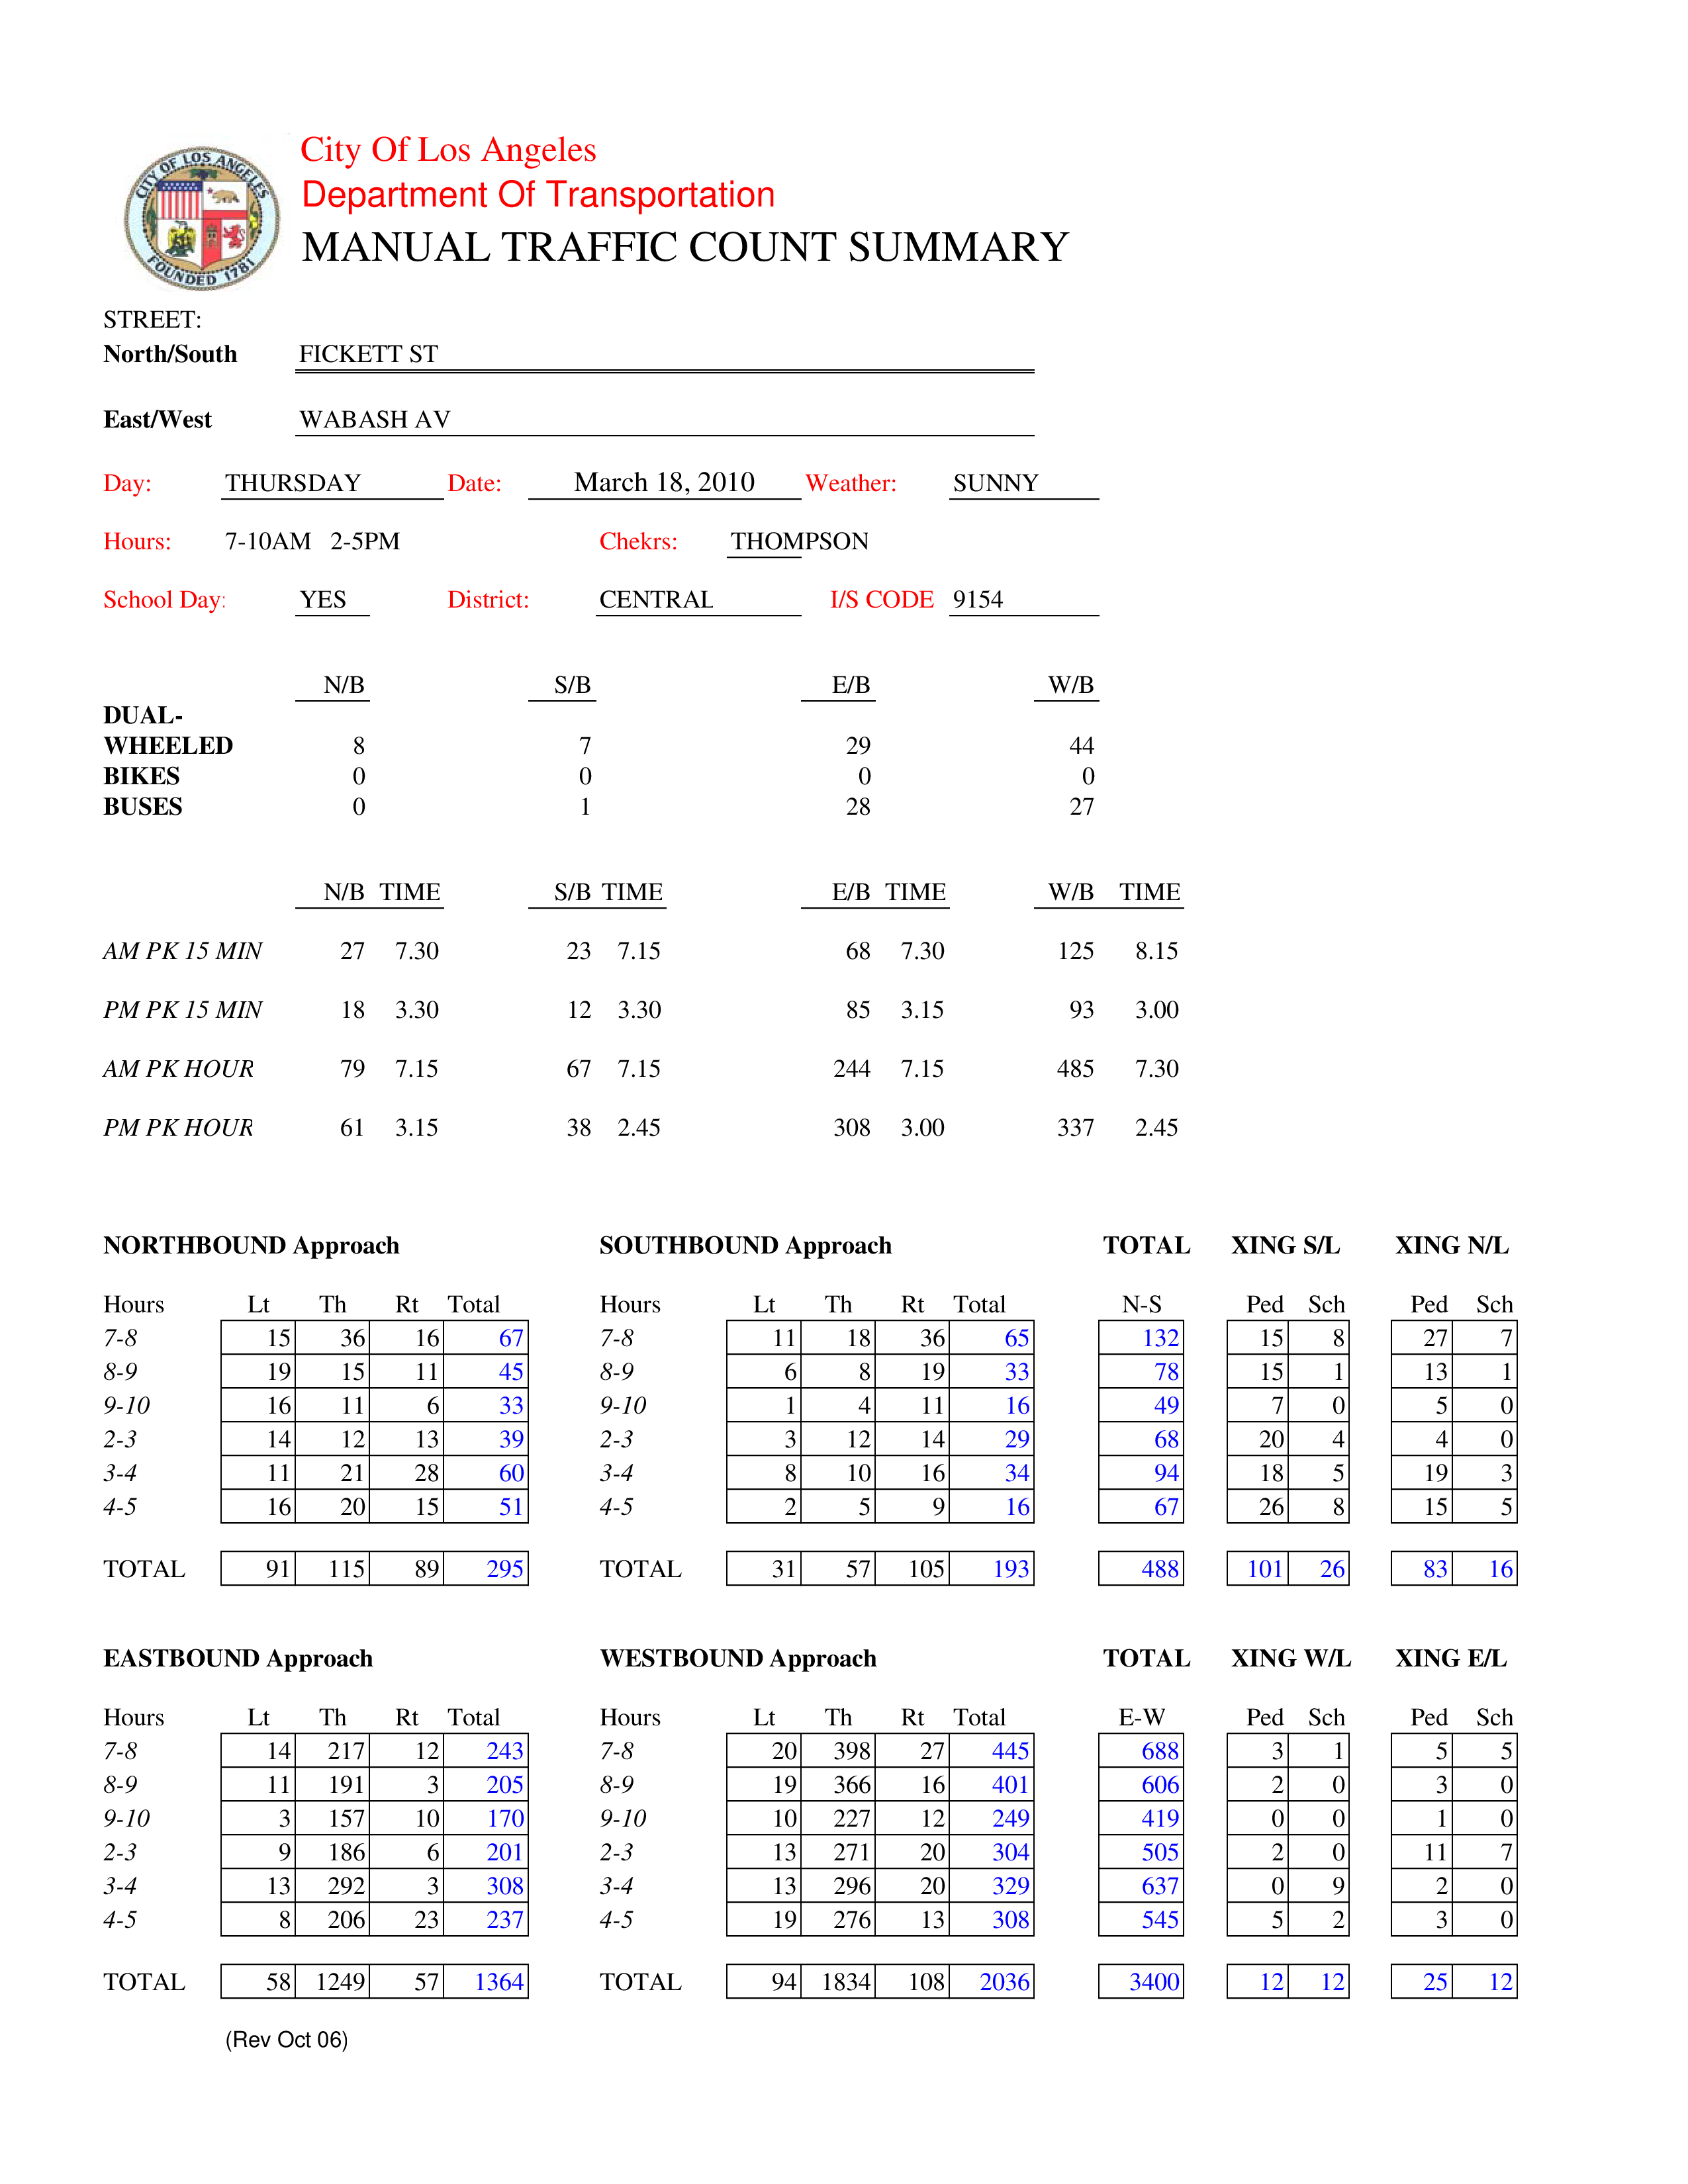 CITY OF LOS ANGELES
FOUNDED 1781
City Of Los Angeles
Department Of Transportation
MANUAL TRAFFIC COUNT SUMMARY
STREET:
North/South FICKETT ST
East/West WABASH AV
Day: THURSDAY Date: March 18, 2010 Weather: SUNNY
Hours: 7-10AM 2-5PM Chekrs: THOMPSON
School Day: YES District: CENTRAL I/S CODE 9154
N/B S/B E/B W/B
DUAL-
WHEELED 8 7 29 44
BIKES 0 0 0 0
BUSES 0 1 28 27
N/B TIME S/B TIME E/B TIME W/B TIME
AM PK 15 MIN 27 7.30 23 7.15 68 7.30 125 8.15
PM PK 15 MIN 18 3.30 12 3.30 85 3.15 93 3.00
AM PK HOUR 79 7.15 67 7.15 244 7.15 485 7.30
PM PK HOUR 61 3.15 38 2.45 308 3.00 337 2.45
NORTHBOUND Approach SOUTHBOUND Approach TOTAL XING S/L XING N/L
Hours Lt Th Rt Total Hours Lt Th Rt Total N-S Ped Sch Ped Sch
7-8 15 36 16 67 7-8 11 18 36 65 132 15 8 27 7
8-9 19 15 11 45 8-9 6 8 19 33 78 15 1 13 1
9-10 16 11 6 33 9-10 1 4 11 16 49 7 0 5 0
2-3 14 12 13 39 2-3 3 12 14 29 68 20 4 4 0
3-4 11 21 28 60 3-4 8 10 16 34 94 18 5 19 3
4-5 16 20 15 51 4-5 2 5 9 16 67 26 8 15 5
TOTAL 91 115 89 295 TOTAL 31 57 105 193 488 101 26 83 16
EASTBOUND Approach WESTBOUND Approach TOTAL XING W/L XING E/L
Hours Lt Th Rt Total Hours Lt Th Rt Total E-W Ped Sch Ped Sch
7-8 14 217 12 243 7-8 20 398 27 445 688 3 1 5 5
8-9 11 191 3 205 8-9 19 366 16 401 606 2 0 3 0
9-10 3 157 10 170 9-10 10 227 12 249 419 0 0 1 0
2-3 9 186 6 201 2-3 13 271 20 304 505 2 0 11 7
3-4 13 292 3 308 3-4 13 296 20 329 637 0 9 2 0
4-5 8 206 23 237 4-5 19 276 13 308 545 5 2 3 0
TOTAL 58 1249 57 1364 TOTAL 94 1834 108 2036 3400 12 12 25 12
(Rev Oct 06)